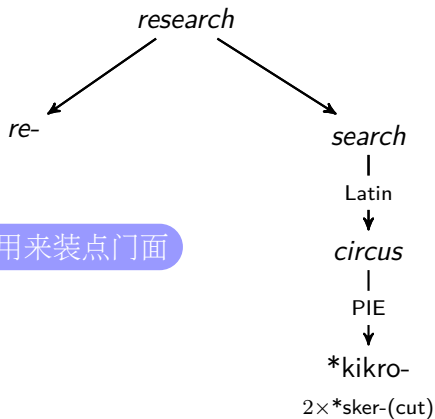 research
re-
search
Latin
用来装点门面
circus
PIE
*kikro-
2×*sker-(cut)